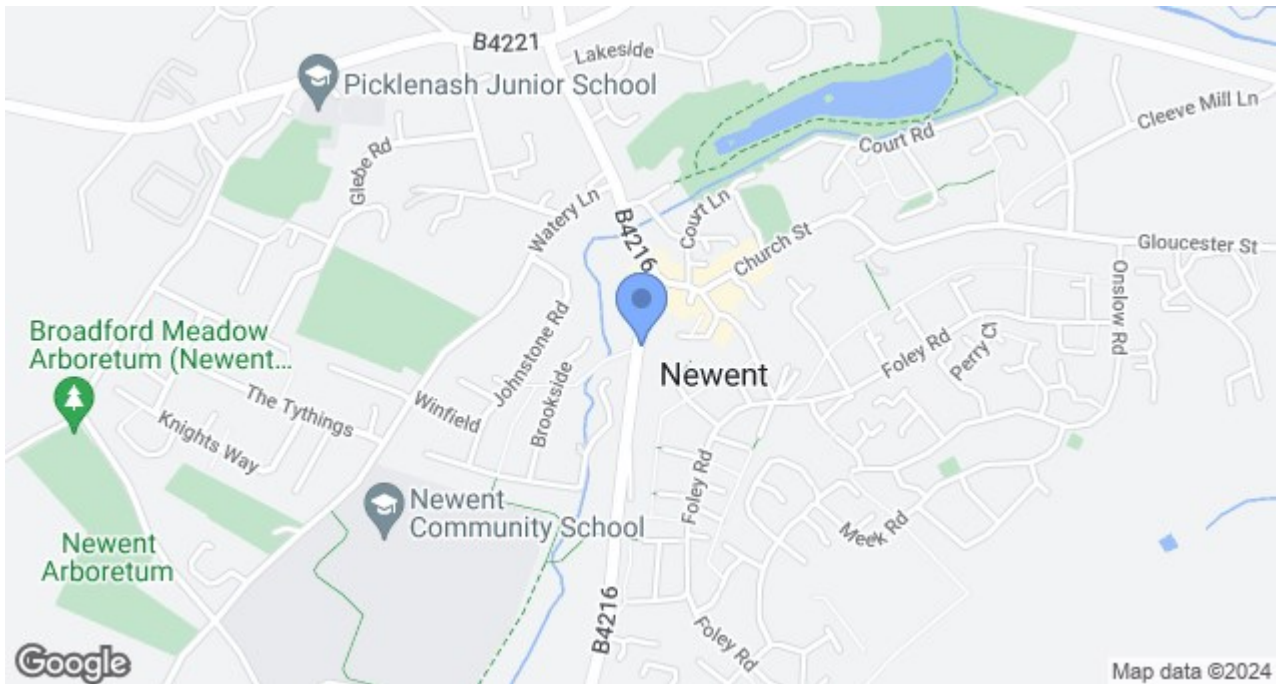 B4221
Lakeside
Picklenash Junior School
Cleeve Mill Ln
Court Rd
Glebe Rd
Watery Ln
B4216
Court Ln
Church St
Gloucester St
Onslow Rd
Broadford Meadow
Arboretum (Newent...
Johnstone Rd
Foley Rd
Perry Ct
Newent
The Tythings
Winfield
Brookside
Knights Way
Foley Rd
Newent
Community School
Meek Rd
Newent
Arboretum
B4216
Foley Rd
Google
Map data ©2024